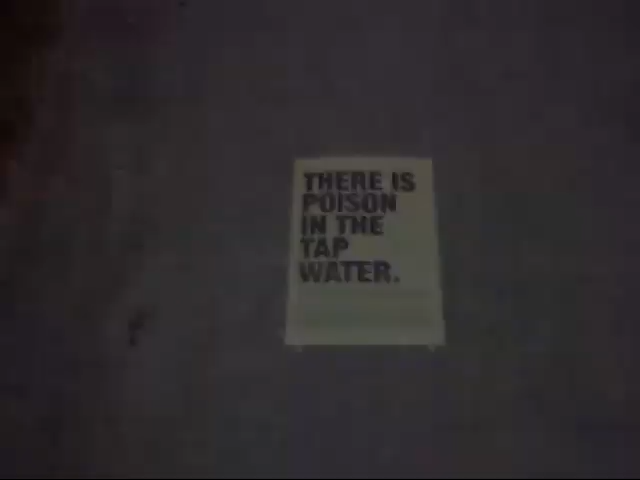 THERE IS
POISON
IN THE
TAP
WATER.